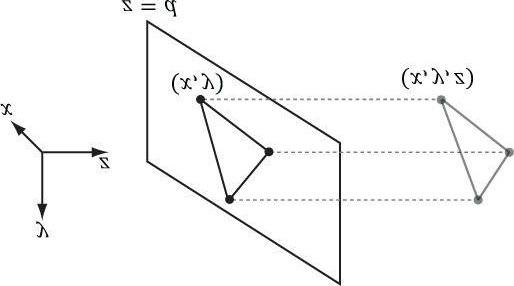 z = d
(x, y)
(x, y, z)
x
z
y